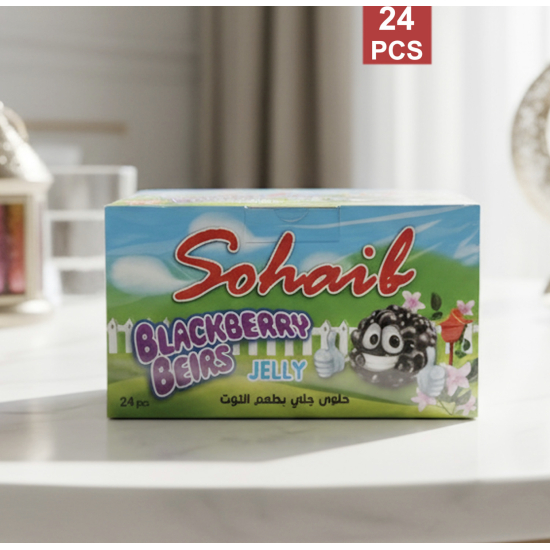 24
PCS
Sohaib
BLACKBERRY
BEIRS
JELLY
حلوى جلي بطعم التوت
24 pcs